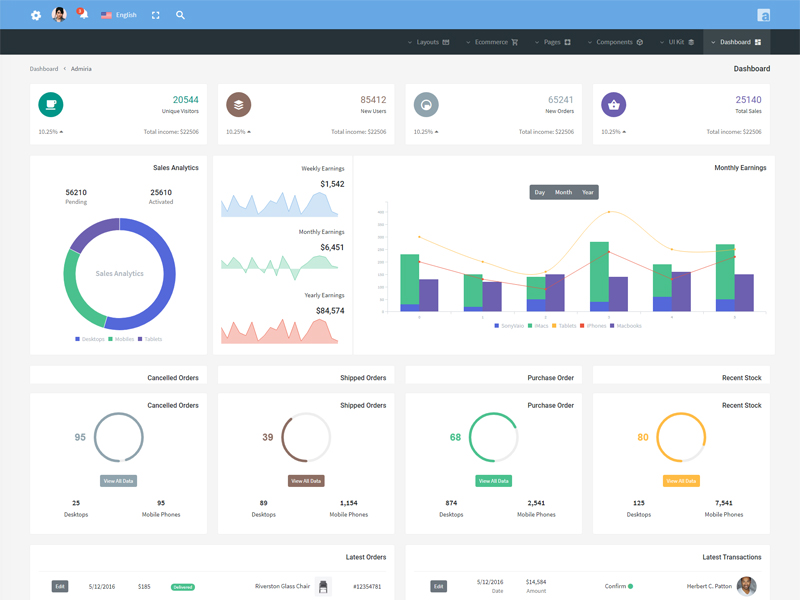 English
Layouts
Ecommerce
Pages
Components
UI Kit
Dashboard
Dashboard < Admiria
Dashboard
20544
Unique Visitors
10.25%
Total income: $22506
85412
New Users
10.25%
Total income: $22506
65241
New Orders
10.25%
Total income: $22506
25140
Total Sales
10.25%
Total income: $22506
Sales Analytics
56210
Pending
25610
Activated
Sales Analytics
Desktops
Mobiles
Tablets
Weekly Earnings
$1,542
Monthly Earnings
$6,451
Yearly Earnings
$84,574
Monthly Earnings
Day
Month
Year
SonyVaio
iMacs
Tablets
iPhones
Macbooks
Cancelled Orders
Shipped Orders
Purchase Order
Recent Stock
Cancelled Orders
95
View All Data
25
Desktops
95
Mobile Phones
Shipped Orders
39
View All Data
89
Desktops
1,154
Mobile Phones
Purchase Order
68
View All Data
874
Desktops
2,541
Mobile Phones
Recent Stock
80
View All Data
125
Desktops
7,541
Mobile Phones
Latest Orders
Edit
5/12/2016
$185
Delivered
Riverston Glass Chair
#12354781
Latest Transactions
Edit
5/12/2016
Date
$14,584
Amount
Confirm
Herbert C. Patton